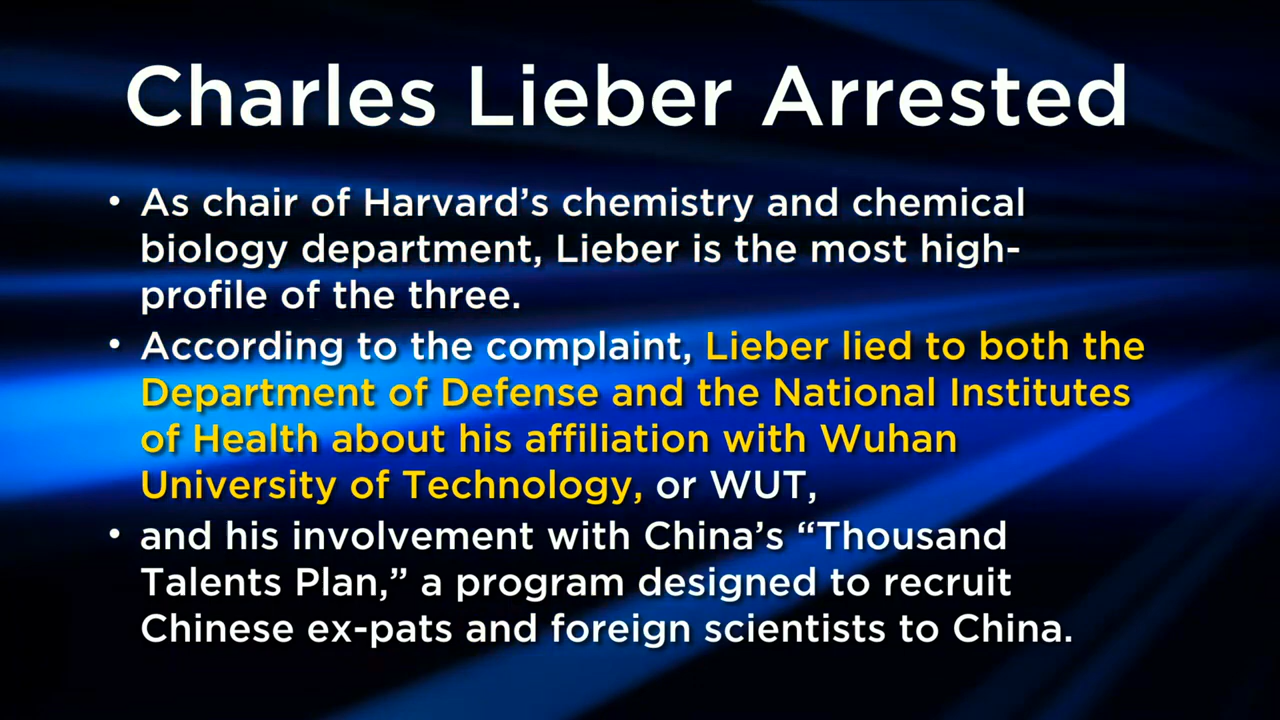 Charles Lieber Arrested
• As chair of Harvard’s chemistry and chemical
biology department, Lieber is the most high-
profile of the three.
• According to the complaint, Lieber lied to both the
Department of Defense and the National Institutes
of Health about his affiliation with Wuhan
University of Technology, or WUT,
• and his involvement with China’s “Thousand
Talents Plan,” a program designed to recruit
Chinese ex-pats and foreign scientists to China.